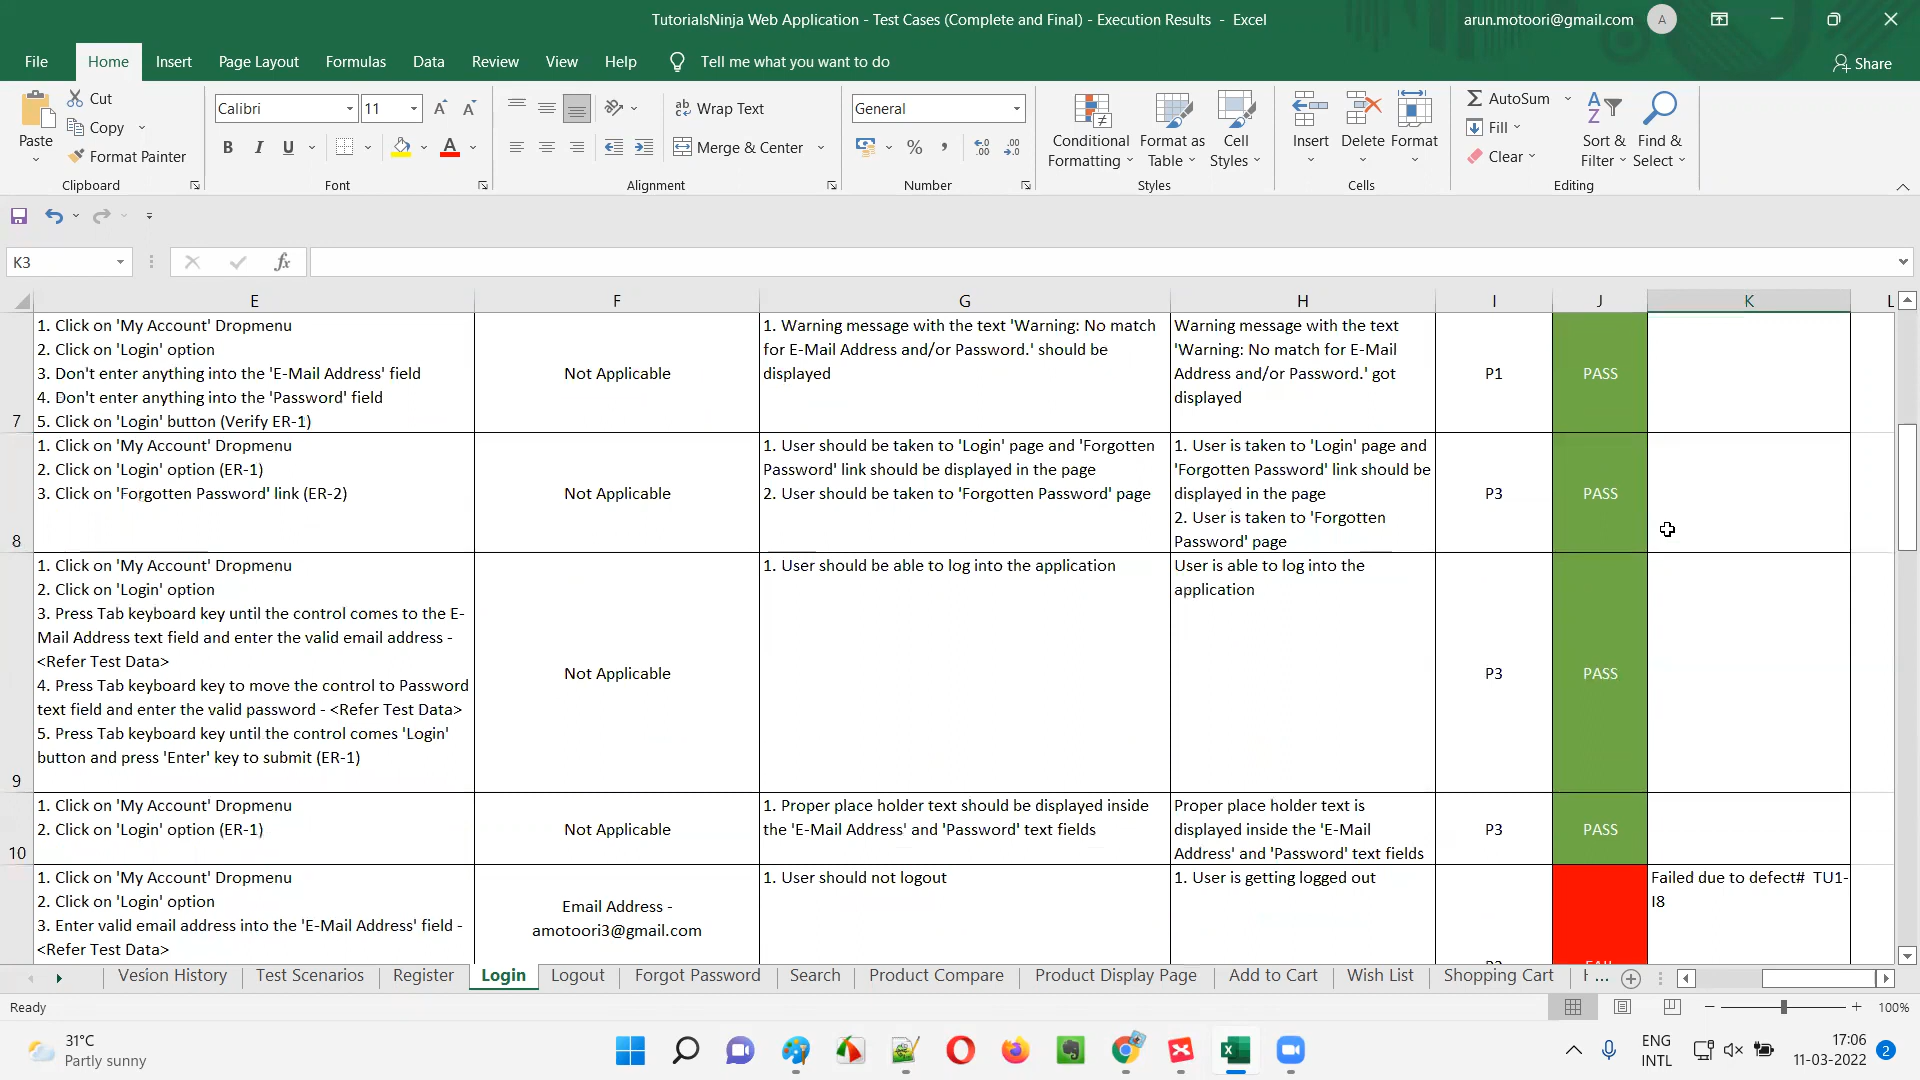 TutorialsNinja Web Application - Test Cases (Complete and Final) - Execution Results - Excel
arun.motoori@gmail.com
A
File
Home
Insert
Page Layout
Formulas
Data
Review
View
Help
Tell me what you want to do
Share
Paste
Cut
Copy
Format Painter
Clipboard
Calibri
11
B I U
Font
Wrap Text
Merge & Center
Alignment
General
Number
Conditional
Formatting
Format as
Table
Cell
Styles
Styles
Insert
Delete
Format
Cells
AutoSum
Fill
Clear
Sort &
Filter
Find &
Select
Editing
K3
fx
E
F
G
H
I
J
K
L
7
1. Click on 'My Account' Dropmenu
2. Click on 'Login' option
3. Don't enter anything into the 'E-Mail Address' field
4. Don't enter anything into the 'Password' field
5. Click on 'Login' button (Verify ER-1)
Not Applicable
1. Warning message with the text 'Warning: No match
for E-Mail Address and/or Password.' should be
displayed
Warning message with the text
'Warning: No match for E-Mail
Address and/or Password.' got
displayed
P1
PASS
8
1. Click on 'My Account' Dropmenu
2. Click on 'Login' option (ER-1)
3. Click on 'Forgotten Password' link (ER-2)
Not Applicable
1. User should be taken to 'Login' page and 'Forgotten
Password' link should be displayed in the page
2. User should be taken to 'Forgotten Password' page
1. User is taken to 'Login' page and
'Forgotten Password' link should be
displayed in the page
2. User is taken to 'Forgotten
Password' page
P3
PASS
9
1. Click on 'My Account' Dropmenu
2. Click on 'Login' option
3. Press Tab keyboard key until the control comes to the E-
Mail Address text field and enter the valid email address -
<Refer Test Data>
4. Press Tab keyboard key to move the control to Password
text field and enter the valid password - <Refer Test Data>
5. Press Tab keyboard key until the control comes 'Login'
button and press 'Enter' key to submit (ER-1)
Not Applicable
1. User should be able to log into the application
User is able to log into the
application
P3
PASS
10
1. Click on 'My Account' Dropmenu
2. Click on 'Login' option (ER-1)
Not Applicable
1. Proper place holder text should be displayed inside
the 'E-Mail Address' and 'Password' text fields
Proper place holder text is
displayed inside the 'E-Mail
Address' and 'Password' text fields
P3
PASS
1. Click on 'My Account' Dropmenu
2. Click on 'Login' option
3. Enter valid email address into the 'E-Mail Address' field -
<Refer Test Data>
Email Address -
amotoori3@gmail.com
1. User should not logout
1. User is getting logged out
Failed due to defect# TU1-
I8
Vesion History
Test Scenarios
Register
Login
Logout
Forgot Password
Search
Product Compare
Product Display Page
Add to Cart
Wish List
Shopping Cart
...
Ready
100%
31°C
Partly sunny
ENG
INTL
17:06
11-03-2022
2